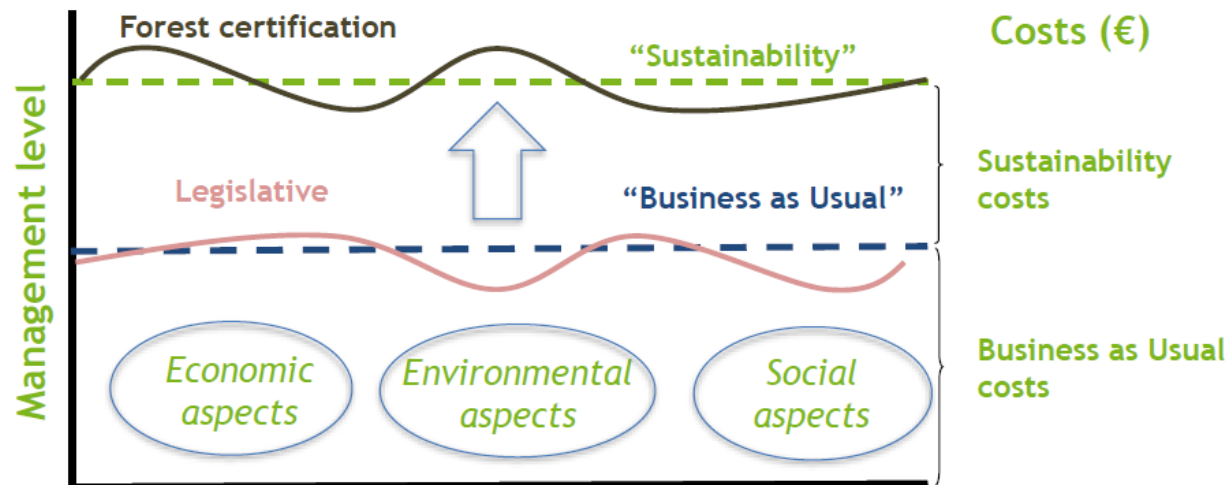 Forest certification
Costs (€)
“Sustainability”
Management level
Legislative
“Business as Usual”
Sustainability
costs
Economic
aspects
Environmental
aspects
Social
aspects
Business as Usual
costs